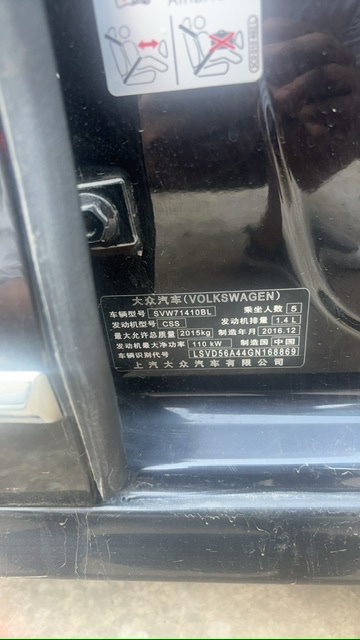 AIRBAG
大众汽车(VOLKSWAGEN)
车辆型号 SVW71410BL 乘坐人数 5
发动机型号 CSS 发动机排量 1.4 L
最大允许总质量 2015kg 制造年月 2016.12
发动机最大净功率 110 kW 制造国 中国
车辆识别代号 LSVD56A44GN168869
上汽大众汽车有限公司